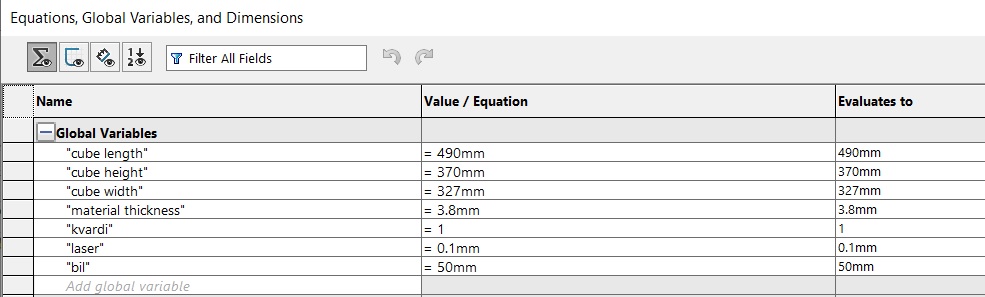 Equations, Global Variables, and Dimensions
Filter All Fields
Name Value / Equation Evaluates to
Global Variables
"cube length" = 490mm 490mm
"cube height" = 370mm 370mm
"cube width" = 327mm 327mm
"material thickness" = 3.8mm 3.8mm
"kvardi" = 1 1
"laser" = 0.1mm 0.1mm
"bil" = 50mm 50mm
Add global variable